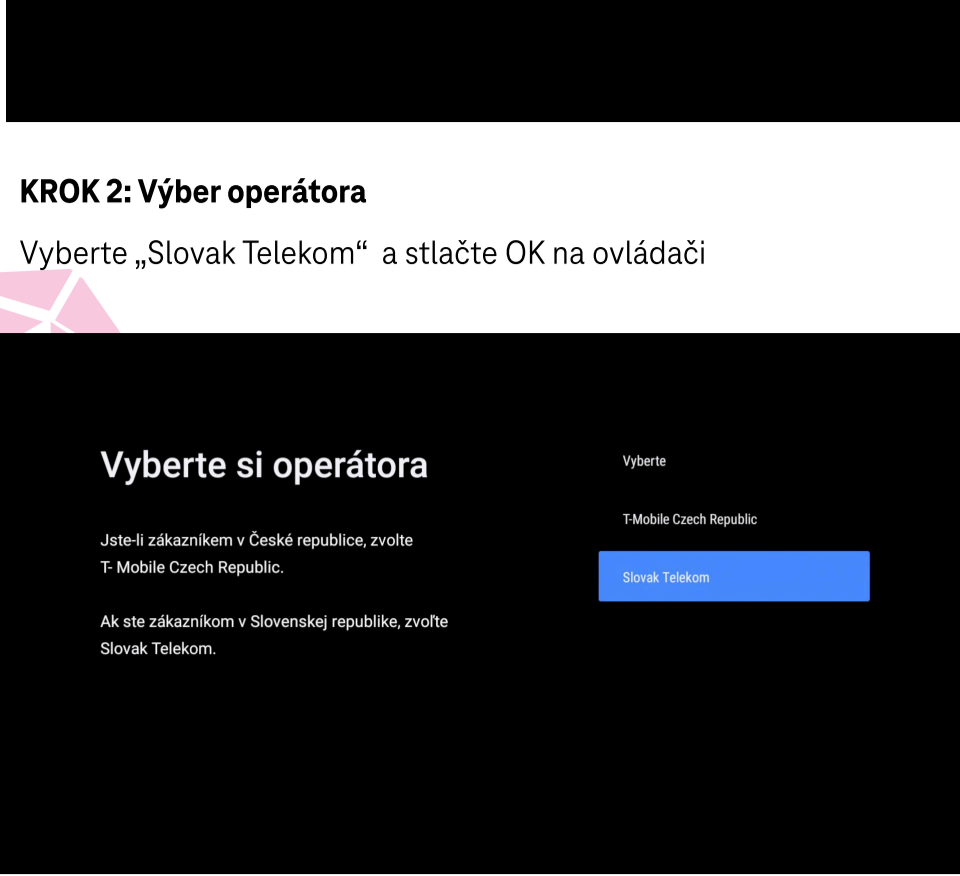 KROK 2: Výber operátora
Vyberte „Slovak Telekom“ a stlačte OK na ovládači
Vyberte si operátora
Jste-li zákazníkem v České republice, zvolte
T- Mobile Czech Republic.
Ak ste zákazníkom v Slovenskej republike, zvoľte
Slovak Telekom.
Vyberte
T-Mobile Czech Republic
Slovak Telekom